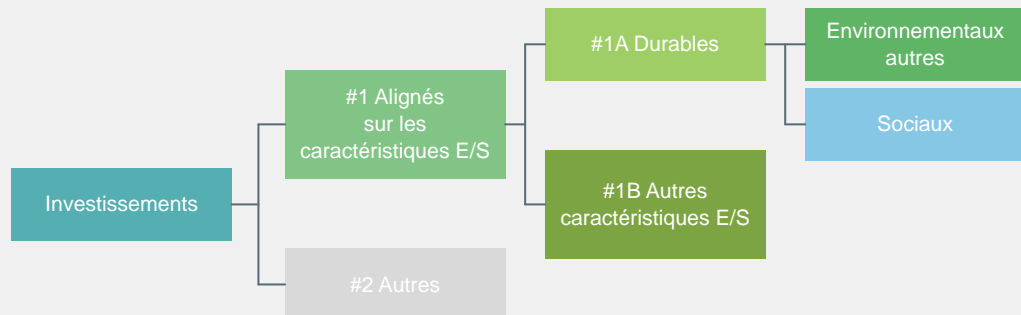 Investissements
#1 Alignés
sur les
caractéristiques E/S
#2 Autres
#1A Durables
#1B Autres
caractéristiques E/S
Environnementaux
autres
Sociaux